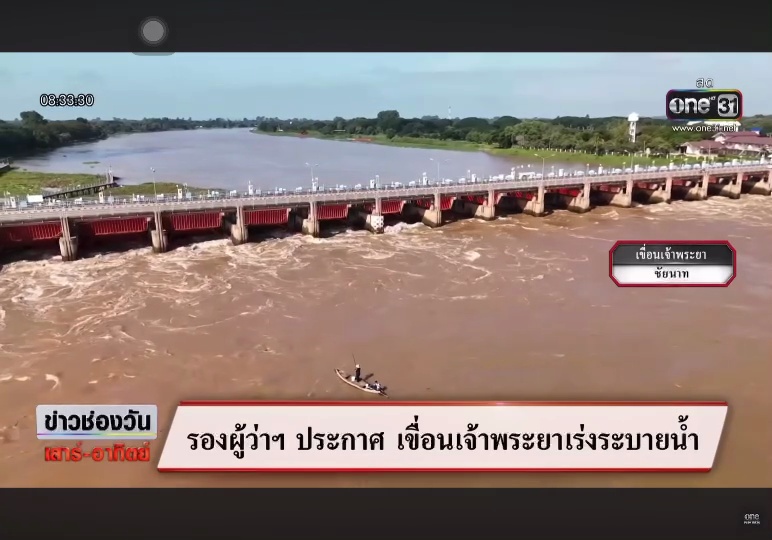 08:33:30
สด
one 31
www.one31.net
เขื่อนเจ้าพระยา
ชัยนาท
ข่าวช่องวัน
เสาร์-อาทิตย์
รองผู้ว่าฯ ประกาศ เขื่อนเจ้าพระยาเร่งระบายน้ำ
one